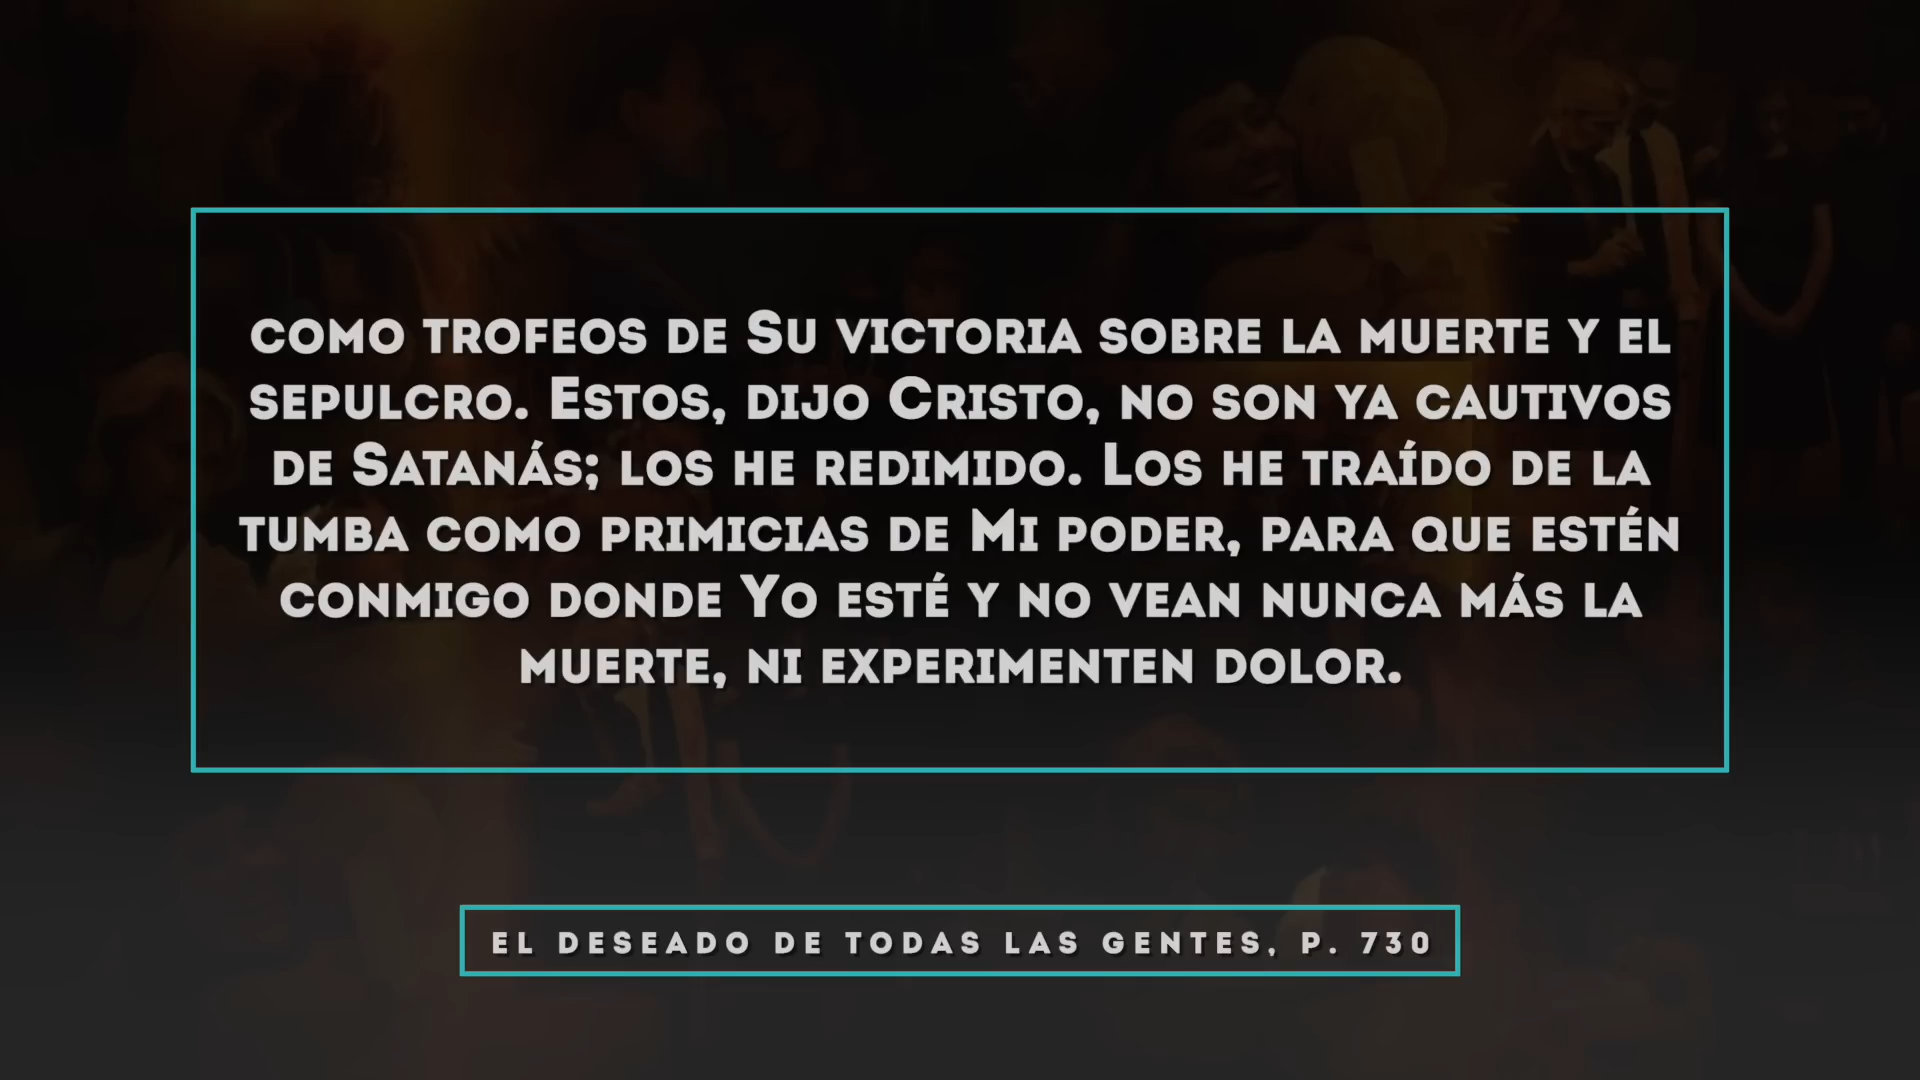 como trofeos de Su victoria sobre la muerte y el
sepulcro. Estos, dijo Cristo, no son ya cautivos
de Satanás; los he redimido. Los he traído de la
tumba como primicias de Mi poder, para que estén
conmigo donde Yo esté y no vean nunca más la
muerte, ni experimenten dolor.
EL DESEADO DE TODAS LAS GENTES, P. 730